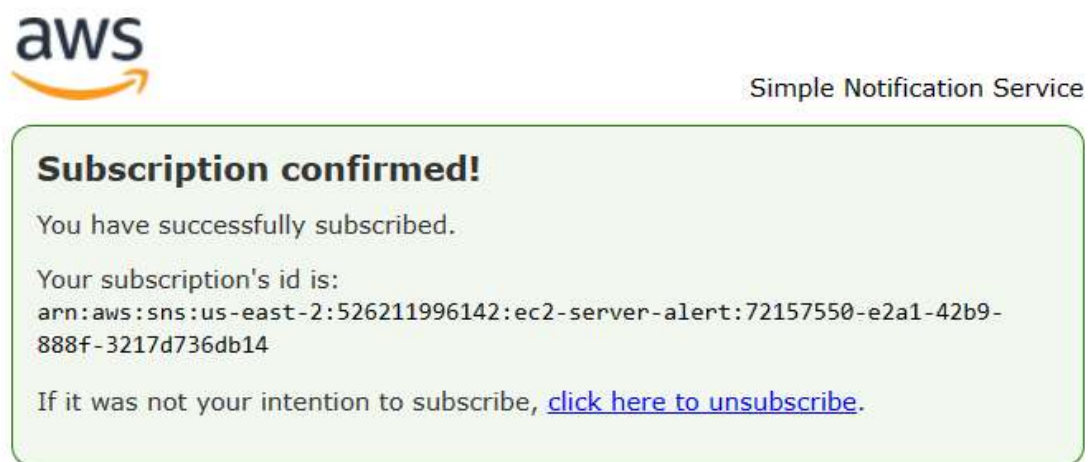 aws
Simple Notification Service
Subscription confirmed!
You have successfully subscribed.
Your subscription's id is:
arn:aws:sns:us-east-2:526211996142:ec2-server-alert:72157550-e2a1-42b9-
888f-3217d736db14
If it was not your intention to subscribe, click here to unsubscribe.